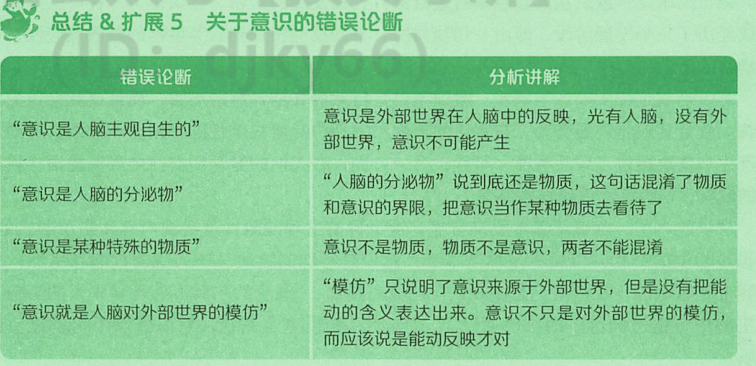 总结 & 扩展 5 关于意识的错误论断
(ID: djky66)
错误论断
分析讲解
“意识是人脑主观自生的”
意识是外部世界在人脑中的反映，光有人脑，没有外
部世界，意识不可能产生
“意识是人脑的分泌物”
“人脑的分泌物”说到底还是物质，这句话混淆了物质
和意识的界限，把意识当作某种物质去看待了
“意识是某种特殊的物质”
意识不是物质，物质不是意识，两者不能混淆
“意识就是人脑对外部世界的模仿”
“模仿”只说明了意识来源于外部世界，但是没有把能
动的含义表达出来。意识不只是对外部世界的模仿，
而应该说是能动反映才对